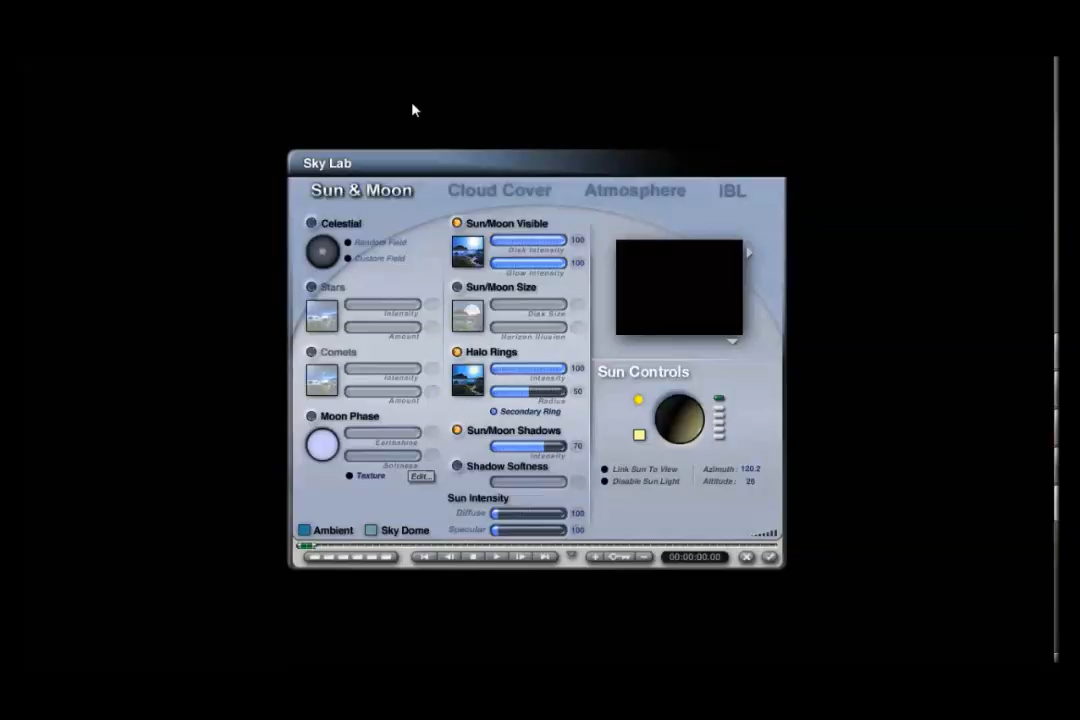 Sky Lab
Sun & Moon Cloud Cover Atmosphere IBL
Celestial
Random Field
Custom Field
Stars
Intensity
Amount
Comets
Intensity
Amount
Moon Phase
Earthshine
Softness
Texture Edit...
Ambient Sky Dome
Sun/Moon Visible
100
Disk Intensity
100
Glow Intensity
Sun/Moon Size
Disk Size
Horizon Illusion
Halo Rings
100
Intensity
50
Radius
Secondary Ring
Sun/Moon Shadows
70
Intensity
Shadow Softness
Sun Intensity
Diffuse 100
Specular 100
Sun Controls
Link Sun To View Azimuth: 120.2
Disable Sun Light Altitude: 26
00:00:00.00